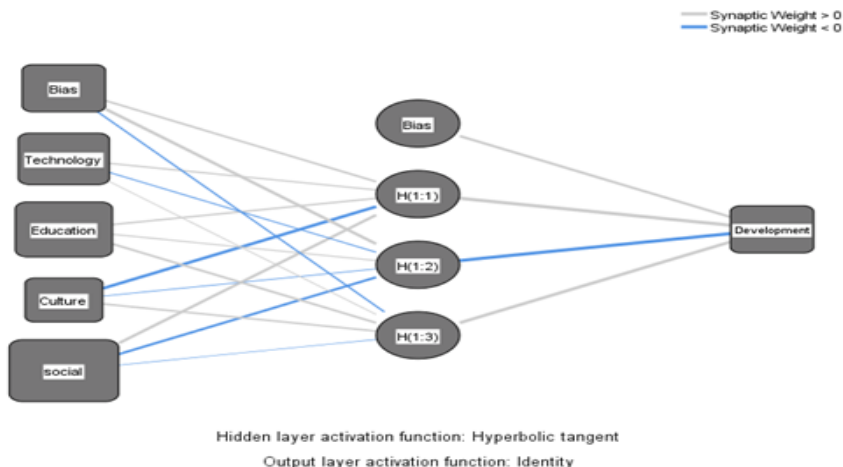 Synaptic Weight > 0
Synaptic Weight < 0
Bias
Technology
Education
Culture
social
Bias
H(1:1)
H(1:2)
H(1:3)
Development
Hidden layer activation function: Hyperbolic tangent
Output layer activation function: Identity